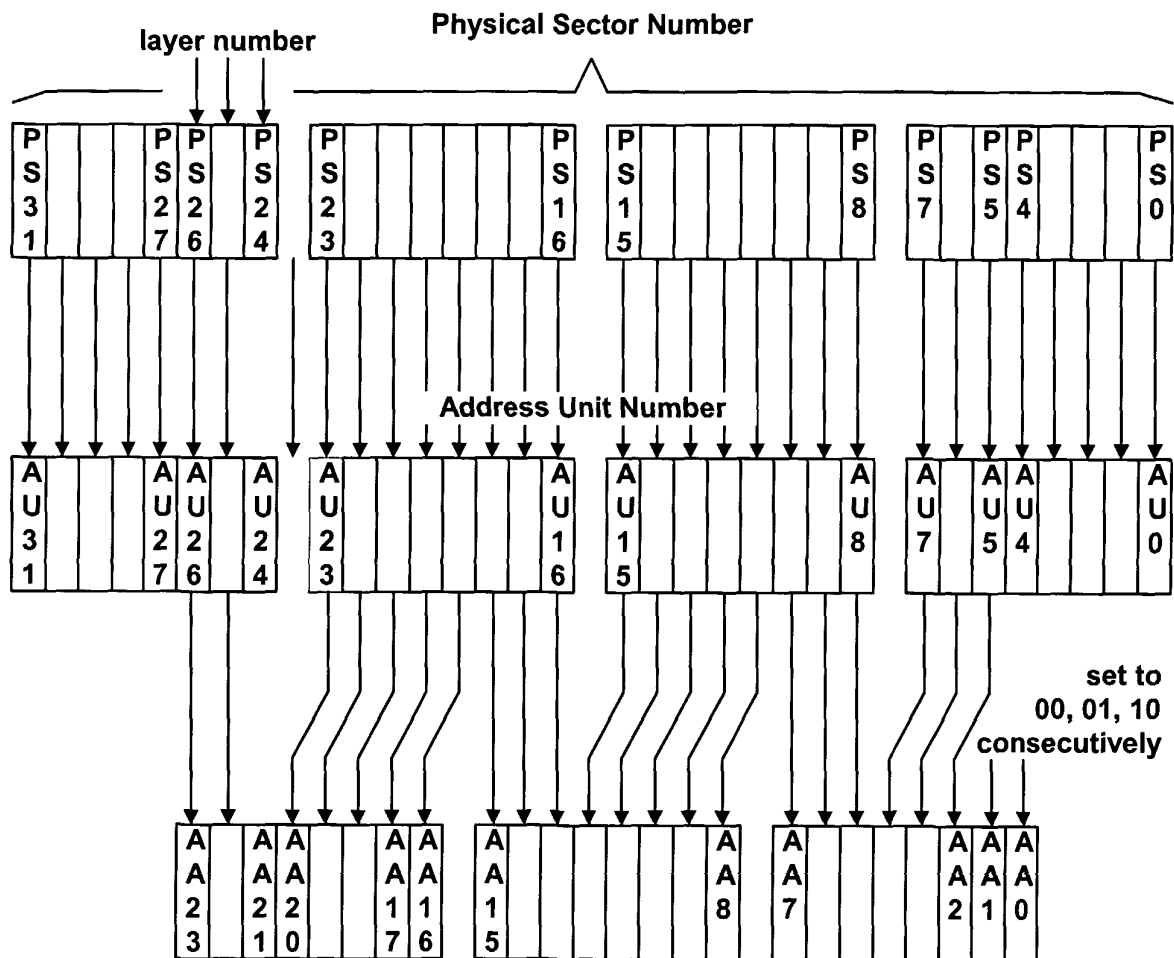 Physical Sector Number
layer number
PS31 PS27 PS26 PS24 PS23 PS16 PS15 PS8 PS7 PS5 PS4 PS0
Address Unit Number
AU31 AU27 AU26 AU24 AU23 AU16 AU15 AU8 AU7 AU5 AU4 AU0
set to
00, 01, 10
consecutively
AA23 AA21 AA20 AA17 AA16 AA15 AA8 AA7 AA2 AA1 AA0